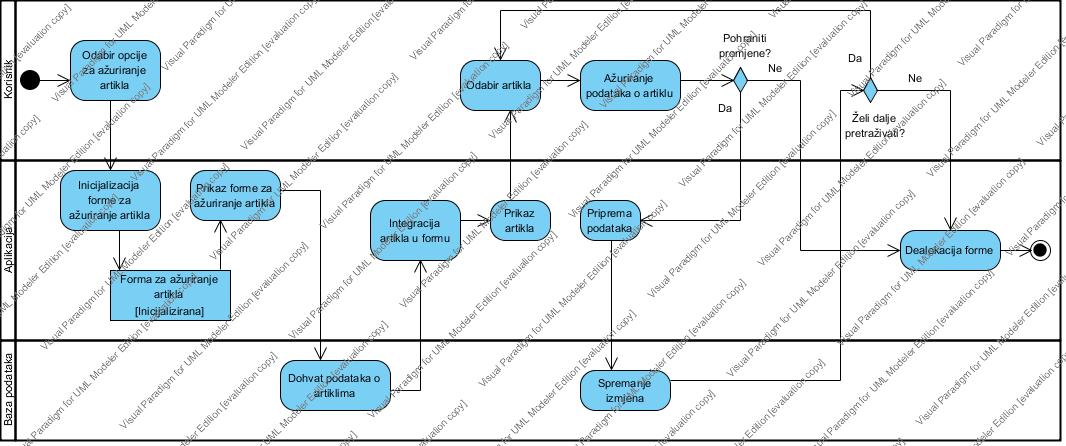 Korisnik
Odabir opcije
za ažuriranje
artikla
Odabir artikla
Ažuriranje
podataka o artiklu
Pohraniti
promjene?
Ne
Da
Da
Ne
Želi dalje
pretraživati?
Aplikacija
Inicijalizacija
forme za
ažuriranje artikla
Prikaz forme za
ažuriranje artikla
Forma za ažuriranje
artikla
[Inicijalizirana]
Integracija
artikla u formu
Prikaz
artikla
Priprema
podataka
Dealekacija forme
Baza podataka
Dohvat podataka o
artiklima
Spremanje
izmjena
Visual Paradigm for UML Modeler Edition [evaluation copy]